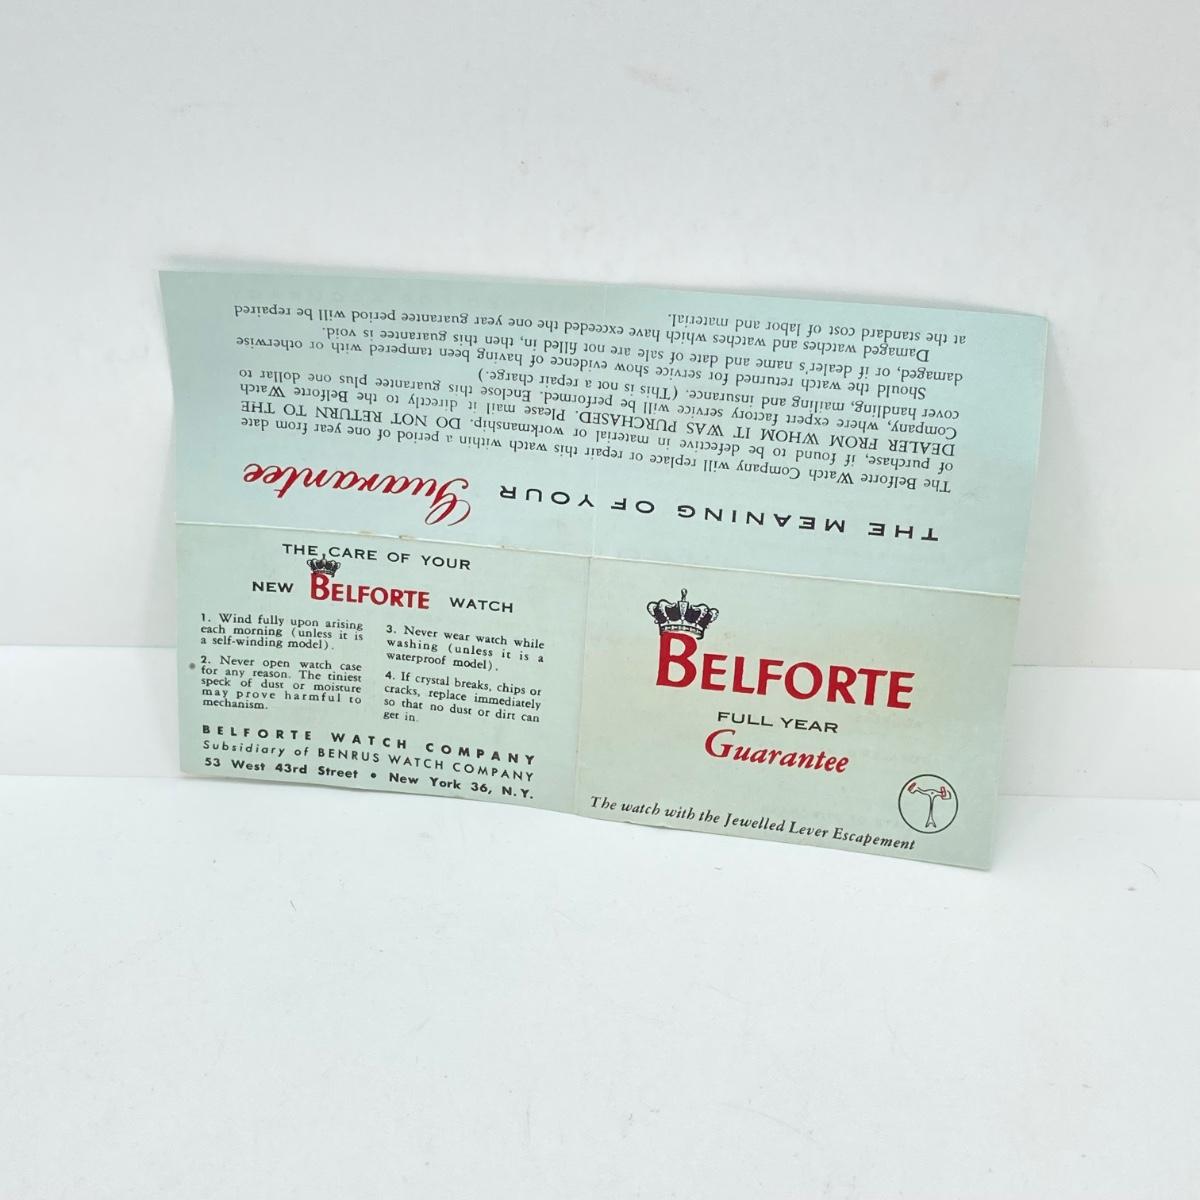 THE MEANING OF YOUR Guarantee
The Belforte Watch Company will replace or repair this watch within a period of one year from date
of purchase, if found to be defective in material or workmanship. DO NOT RETURN TO THE
DEALER FROM WHOM IT WAS PURCHASED. Please mail it directly to the Belforte Watch
Company, where expert factory service will be performed. Enclose this guarantee plus one dollar to
cover handling, mailing and insurance. (This is not a repair charge.)
Should the watch returned for service show evidence of having been tampered with or otherwise
damaged, or if dealer's name and date of sale are not filled in, then this guarantee is void.
Damaged watches and watches which have exceeded the one year guarantee period will be repaired
at the standard cost of labor and material.
THE CARE OF YOUR
NEW BELFORTE WATCH
1. Wind fully upon arising
each morning (unless it is
a self-winding model).
2. Never open watch case
for any reason. The tiniest
speck of dust or moisture
may prove harmful to
mechanism.
3. Never wear watch while
washing (unless it is a
waterproof model).
4. If crystal breaks, chips or
cracks, replace immediately
so that no dust or dirt can
get in.
BELFORTE WATCH COMPANY
Subsidiary of BENRUS WATCH COMPANY
53 West 43rd Street • New York 36, N.Y.
BELFORTE
FULL YEAR
Guarantee
The watch with the Jewelled Lever Escapement